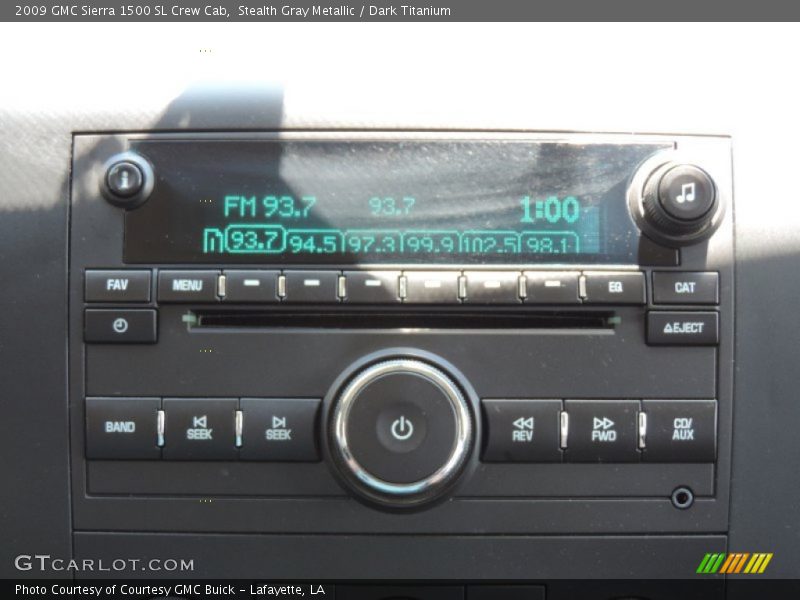 2009 GMC Sierra 1500 SL Crew Cab,  Stealth Gray Metallic / Dark Titanium
i
FM 93.7 93.7 1:00
93.7 94.5 97.3 99.9 102.5 98.1
FAV MENU EQ CAT
EJECT
BAND SEEK SEEK REV FWD CD/
AUX
GTCARLOT.COM
Photo Courtesy of Courtesy GMC Buick - Lafayette, LA